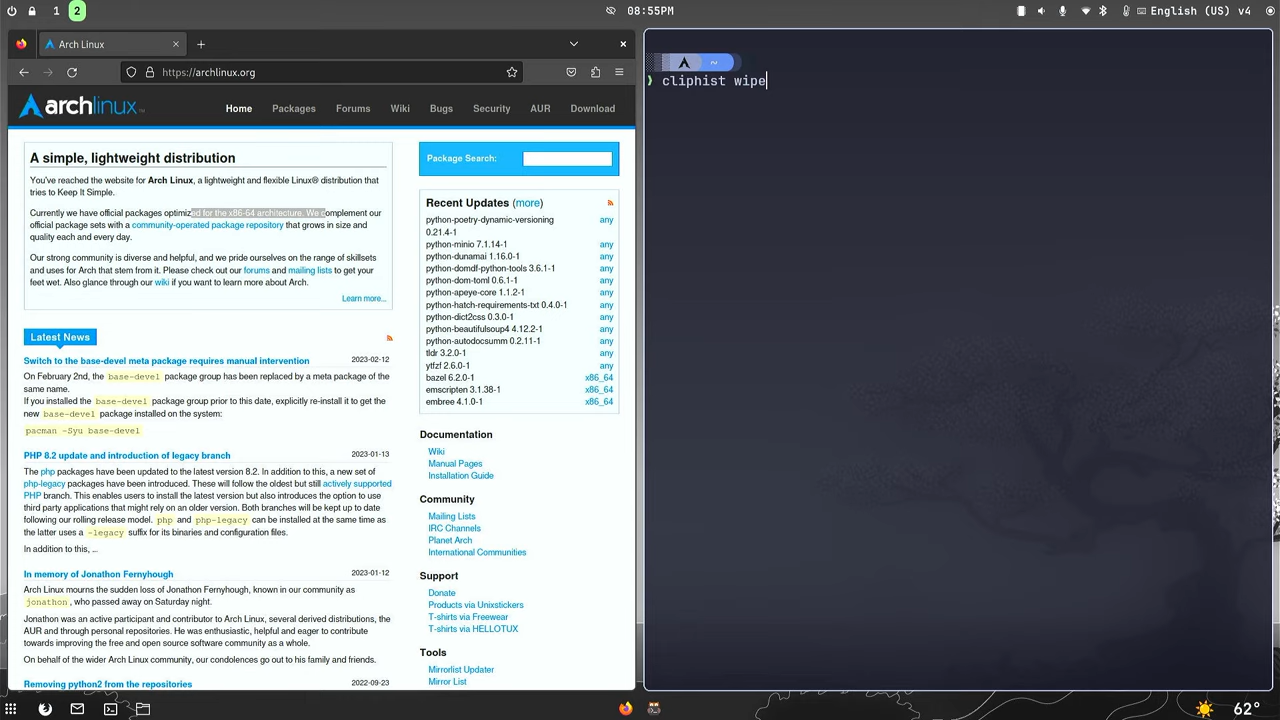 1 2 08:55PM English (US) v4
Arch Linux
https://archlinux.org
archlinux
Home Packages Forums Wiki Bugs Security AUR Download
A simple, lightweight distribution
You've reached the website for Arch Linux, a lightweight and flexible Linux® distribution that
tries to Keep It Simple.
Currently we have official packages optimized for the x86-64 architecture. We complement our
official package sets with a community-operated package repository that grows in size and
quality each and every day.
Our strong community is diverse and helpful, and we pride ourselves on the range of skillsets
and uses for Arch that stem from it. Please check out our forums and mailing lists to get your
feet wet. Also glance through our wiki if you want to learn more about Arch.
Learn more...
Latest News
Switch to the base-devel meta package requires manual intervention 2023-02-12
On February 2nd, the base-devel package group has been replaced by a meta package of the
same name.
If you installed the base-devel package group prior to this date, explicitly re-install it to get the
new base-devel package installed on the system:
pacman -Syu base-devel
PHP 8.2 update and introduction of legacy branch 2023-01-13
The php packages have been updated to the latest version 8.2. In addition to this, a new set of
php-legacy packages have been introduced. These will follow the oldest but still actively supported
PHP branch. This enables users to install the latest version but also introduces the option to use
third party applications that might rely on an older version. Both branches will be kept up to date
following our rolling release model. php and php-legacy can be installed at the same time as
the latter uses a -legacy suffix for its binaries and configuration files.
In addition to this, ...
In memory of Jonathon Fernyhough 2023-01-12
Arch Linux mourns the sudden loss of Jonathon Fernyhough, known in our community as
jonathon, who passed away on Saturday night.
Jonathon was an active participant and contributor to Arch Linux, several derived distributions, the
AUR and through personal repositories. He was enthusiastic, helpful and eager to contribute
towards improving the free and open source software community as a whole.
On behalf of the wider Arch Linux community, our condolences go out to his family and friends.
Removing python2 from the repositories 2022-09-23
Package Search:
Recent Updates (more)
python-poetry-dynamic-versioning any
0.21.4-1
python-minio 7.1.14-1 any
python-dunamai 1.16.0-1 any
python-domdf-python-tools 3.6.1-1 any
python-dom-toml 0.6.1-1 any
python-apeye-core 1.1.2-1 any
python-hatch-requirements-txt 0.4.0-1 any
python-dict2css 0.3.0-1 any
python-beautifulsoup4 4.12.2-1 any
python-autodocsumm 0.2.11-1 any
tldr 3.2.0-1 any
ytfzf 2.6.0-1 any
bazel 6.2.0-1 x86_64
emscripten 3.1.38-1 x86_64
embree 4.1.0-1 x86_64
Documentation
Wiki
Manual Pages
Installation Guide
Community
Mailing Lists
IRC Channels
Planet Arch
International Communities
Support
Donate
Products via Unixstickers
T-shirts via Freewear
T-shirts via HELLOTUX
Tools
Mirrorlist Updater
Mirror List
~
❯ cliphist wipe
62°